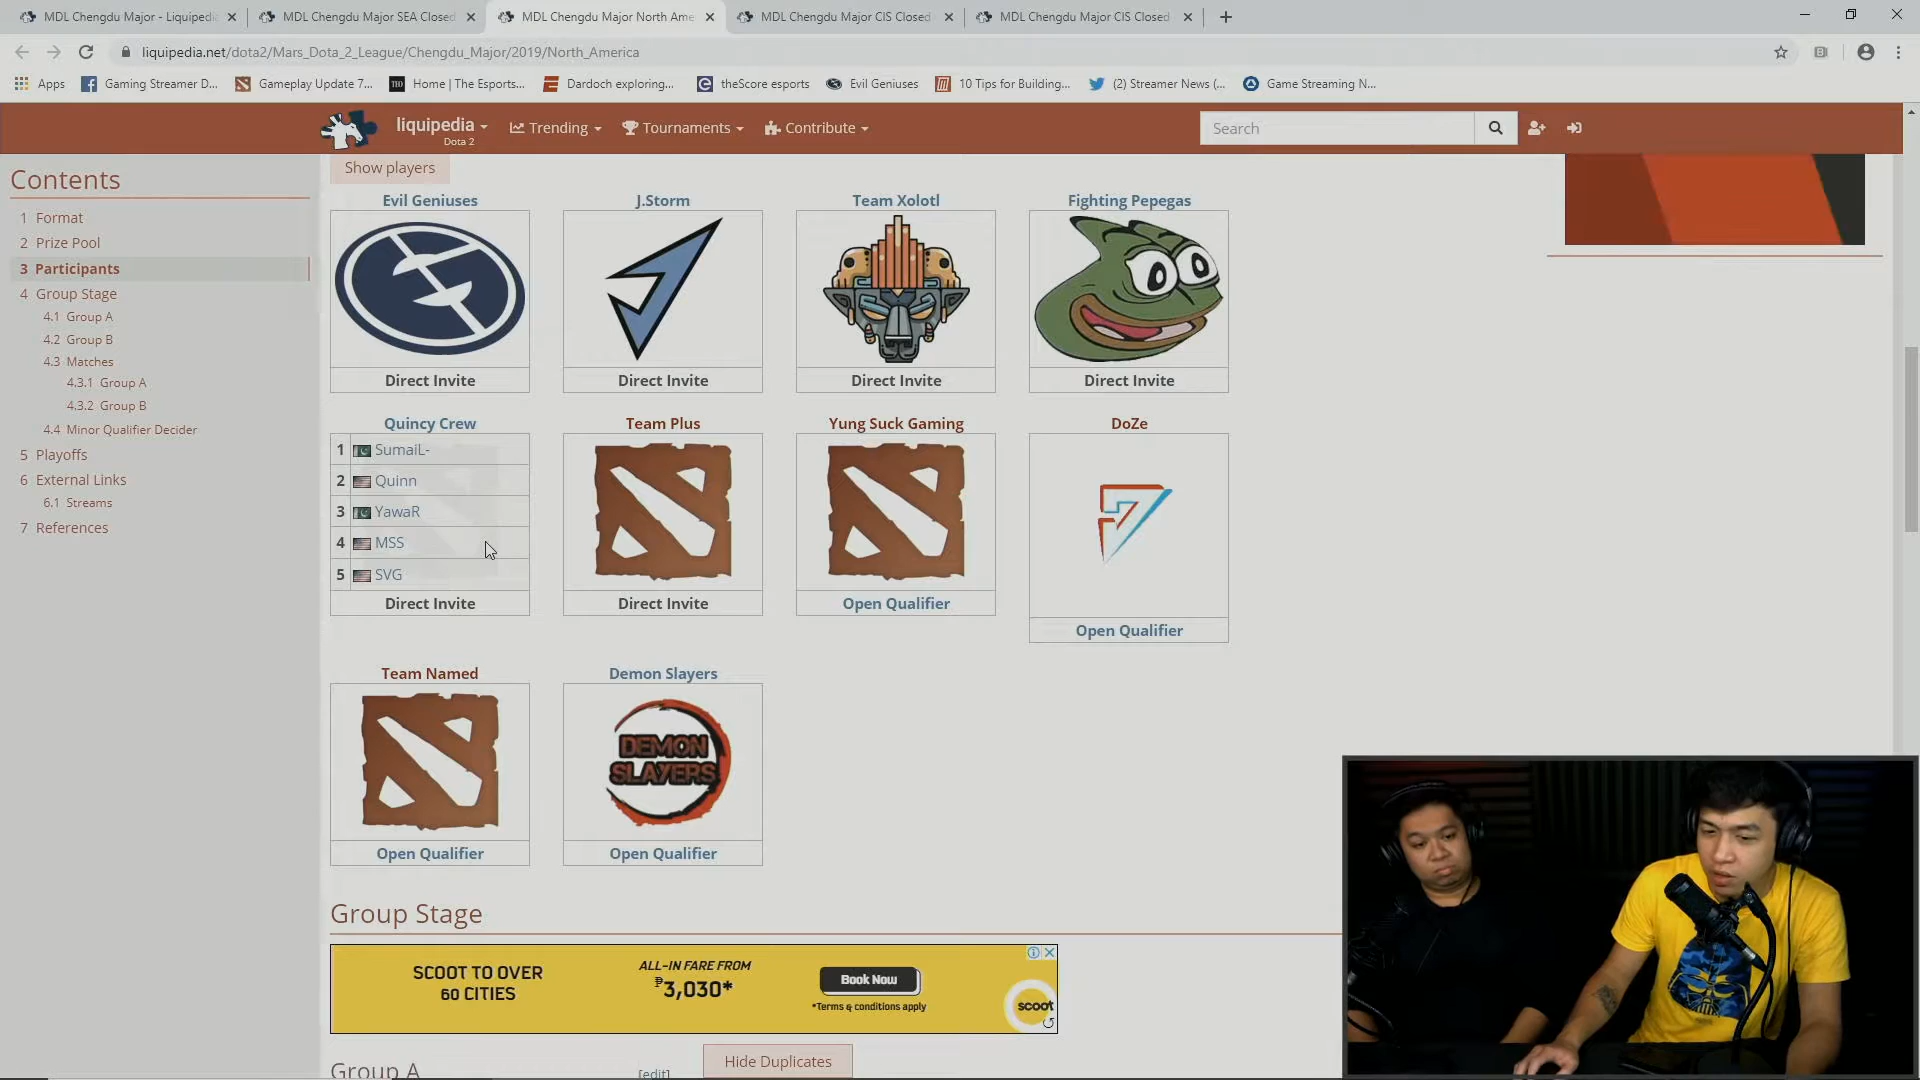 MDL Chengdu Major - Liquipedi
MDL Chengdu Major SEA Closed
MDL Chengdu Major North Ame
MDL Chengdu Major CIS Closed
MDL Chengdu Major CIS Closed
liquipedia.net/dota2/Mars_Dota_2_League/Chengdu_Major/2019/North_America
Apps
Gaming Streamer D...
Gameplay Update 7...
Home | The Esports...
Dardoch exploring...
theScore esports
Evil Geniuses
10 Tips for Building...
(2) Streamer News (...
Game Streaming N...
liquipedia
Dota 2
Trending
Tournaments
Contribute
Search
Contents
1 Format
2 Prize Pool
3 Participants
4 Group Stage
4.1 Group A
4.2 Group B
4.3 Matches
4.3.1 Group A
4.3.2 Group B
4.4 Minor Qualifier Decider
5 Playoffs
6 External Links
6.1 Streams
7 References
Show players
Evil Geniuses
J.Storm
Team Xolotl
Fighting Pepegas
Direct Invite
Direct Invite
Direct Invite
Direct Invite
Quincy Crew
Team Plus
Yung Suck Gaming
DoZe
1 SumaiL-
2 Quinn
3 YawaR
4 MSS
5 SVG
Direct Invite
Direct Invite
Open Qualifier
Open Qualifier
Team Named
Demon Slayers
DEMON
SLAYERS
Open Qualifier
Open Qualifier
Group Stage
SCOOT TO OVER
60 CITIES
ALL-IN FARE FROM
₱3,030*
Book Now
*Terms & conditions apply
scoot
Group A
[edit]
Hide Duplicates